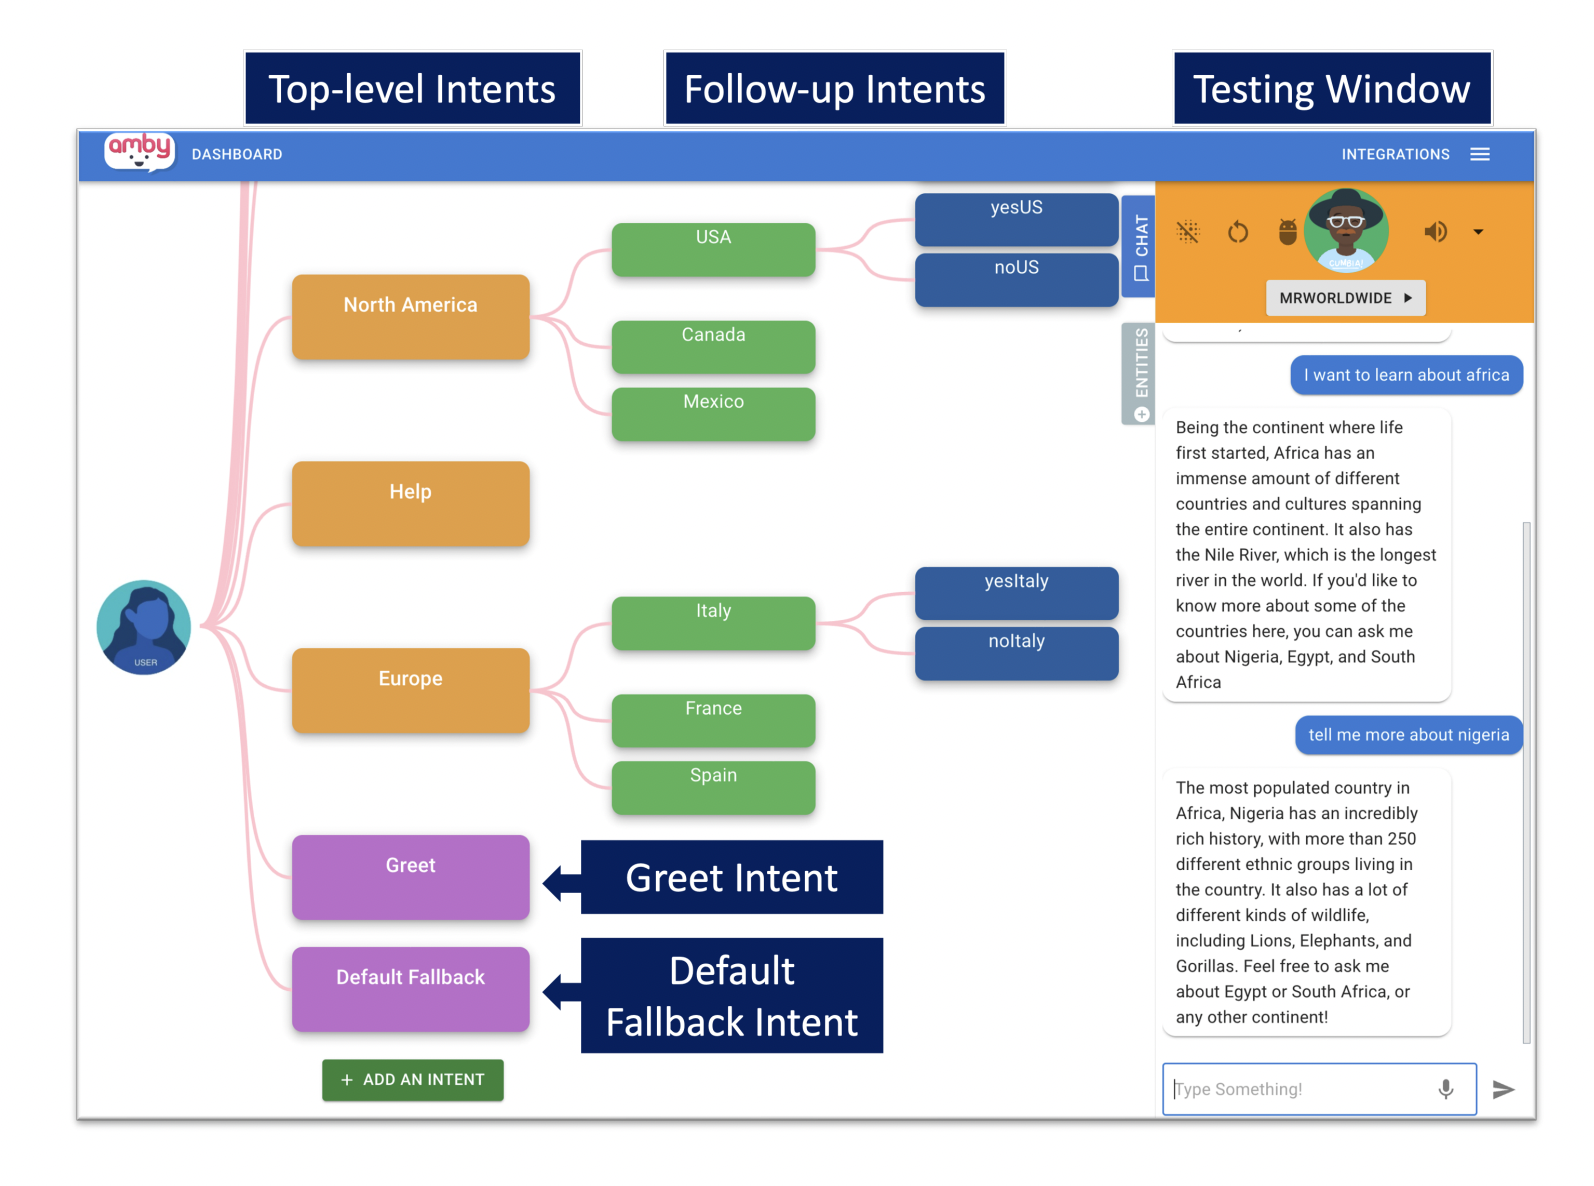 Top-level Intents
Follow-up Intents
Testing Window
amby
DASHBOARD
INTEGRATIONS
yesUS
USA
noUS
North America
Canada
Mexico
Help
yesItaly
Italy
noItaly
Europe
France
Spain
USER
Greet
Greet Intent
Default Fallback
Default
Fallback Intent
+ ADD AN INTENT
CHAT
ENTITIES
CUMBIA!
MRWORLDWIDE
I want to learn about africa
Being the continent where life
first started, Africa has an
immense amount of different
countries and cultures spanning
the entire continent. It also has
the Nile River, which is the longest
river in the world. If you'd like to
know more about some of the
countries here, you can ask me
about Nigeria, Egypt, and South
Africa
tell me more about nigeria
The most populated country in
Africa, Nigeria has an incredibly
rich history, with more than 250
different ethnic groups living in
the country. It also has a lot of
different kinds of wildlife,
including Lions, Elephants, and
Gorillas. Feel free to ask me
about Egypt or South Africa, or
any other continent!
Type Something!